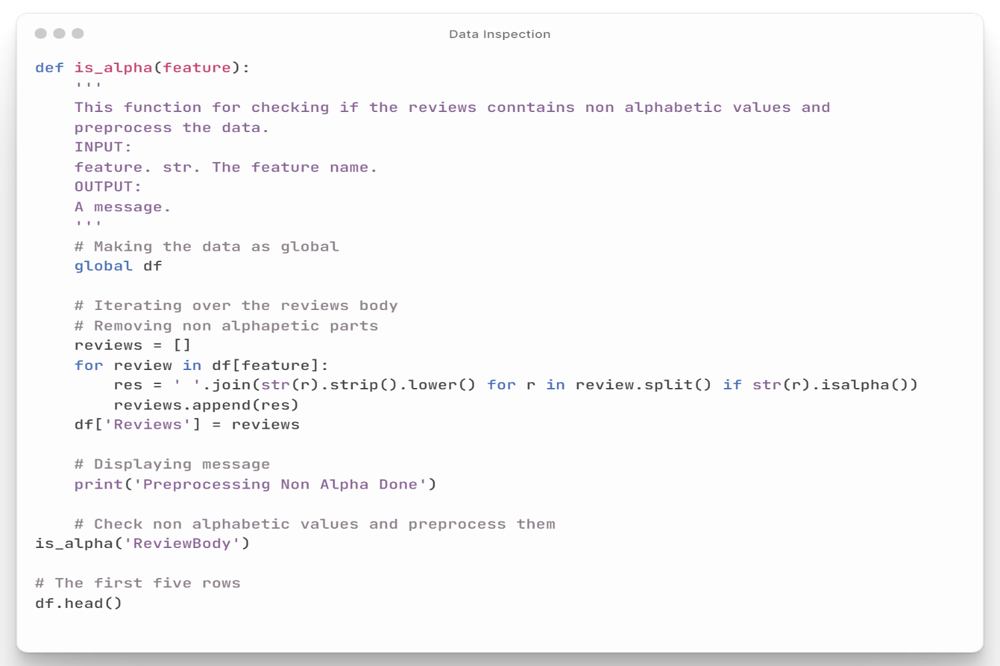 Data Inspection
def is_alpha(feature):
    '''
    This function for checking if the reviews conntains non alphabetic values and
    preprocess the data.
    INPUT:
    feature. str. The feature name.
    OUTPUT:
    A message.
    '''
    # Making the data as global
    global df

    # Iterating over the reviews body
    # Removing non alphapetic parts
    reviews = []
    for review in df[feature]:
        res = ' '.join(str(r).strip().lower() for r in review.split() if str(r).isalpha())
        reviews.append(res)
    df['Reviews'] = reviews

    # Displaying message
    print('Preprocessing Non Alpha Done')

    # Check non alphabetic values and preprocess them
is_alpha('ReviewBody')

# The first five rows
df.head()